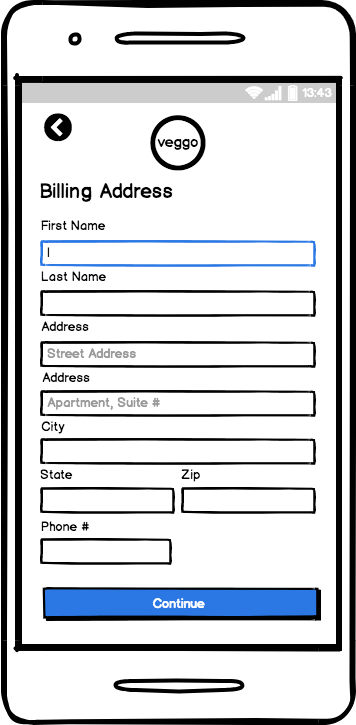 13:43
veggo
Billing Address
First Name
Last Name
Address
Street Address
Address
Apartment, Suite #
City
State Zip
Phone #
Continue